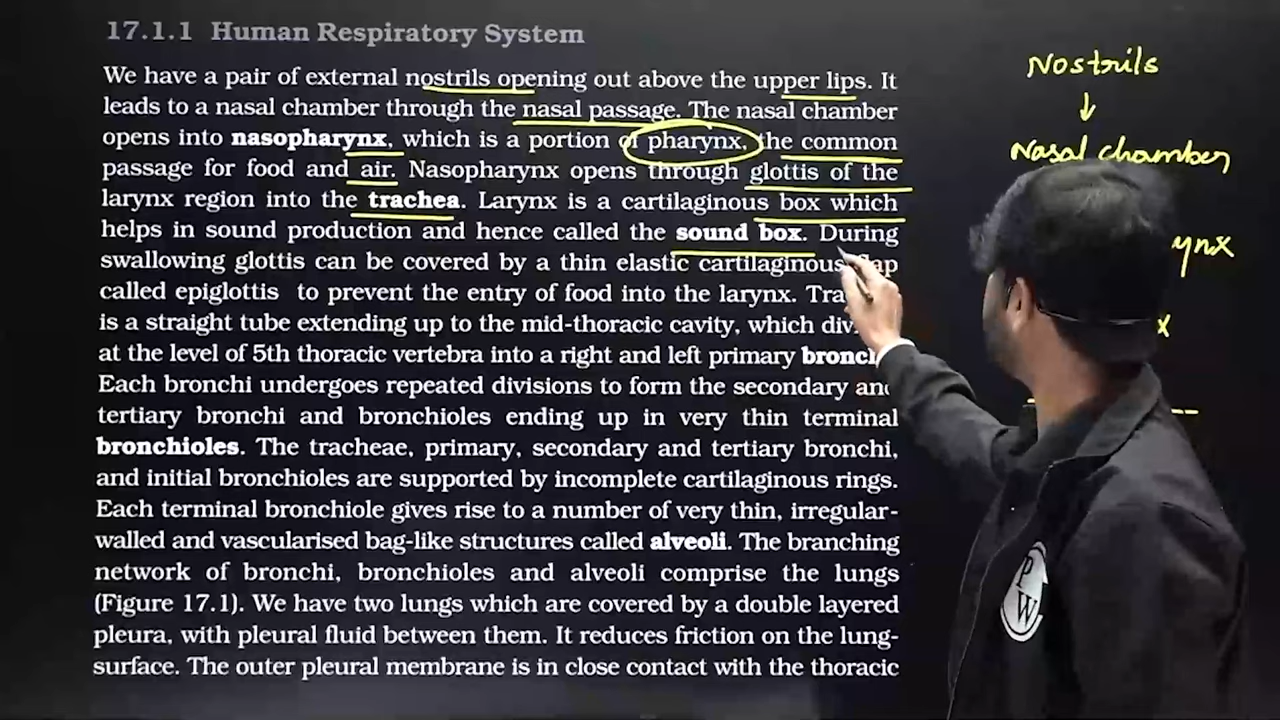 17.1.1 Human Respiratory System
We have a pair of external nostrils opening out above the upper lips. It
leads to a nasal chamber through the nasal passage. The nasal chamber
opens into nasopharynx, which is a portion of pharynx, the common
passage for food and air. Nasopharynx opens through glottis of the
larynx region into the trachea. Larynx is a cartilaginous box which
helps in sound production and hence called the sound box. During
swallowing glottis can be covered by a thin elastic cartilaginous
called epiglottis to prevent the entry of food into the larynx.
is a straight tube extending up to the mid-thoracic cavity, which
at the level of 5th thoracic vertebra into a right and left primary
Each bronchi undergoes repeated divisions to form the secondary and
tertiary bronchi and bronchioles ending up in very thin terminal
bronchioles. The tracheae, primary, secondary and tertiary bronchi,
and initial bronchioles are supported by incomplete cartilaginous rings.
Each terminal bronchiole gives rise to a number of very thin, irregular-
walled and vascularised bag-like structures called alveoli. The branching
network of bronchi, bronchioles and alveoli comprise the lungs
(Figure 17.1). We have two lungs which are covered by a double layered
pleura, with pleural fluid between them. It reduces friction on the lung-
surface. The outer pleural membrane is in close contact with the thoracic
Nostrils
↓
Nasal chamber
P
W